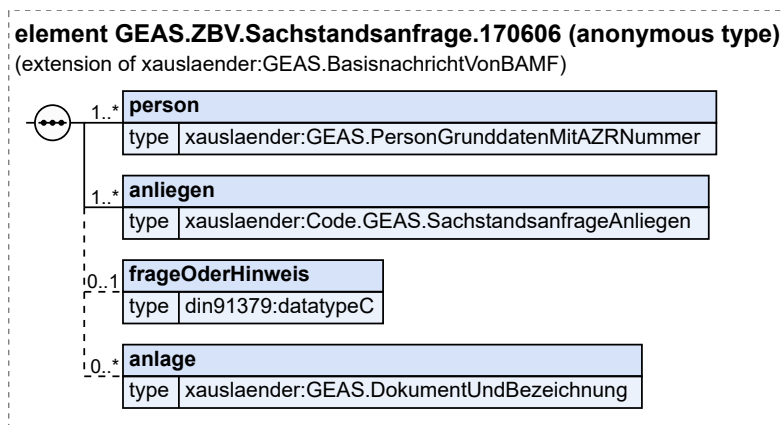 element GEAS.ZBV.Sachstandsanfrage.170606 (anonymous type)
(extension of xauslaender:GEAS.BasisnachrichtVonBAMF)
1..* person
type xauslaender:GEAS.PersonGrunddatenMitAZRNummer
1..* anliegen
type xauslaender:Code.GEAS.SachstandsanfrageAnliegen
0..1 frageOderHinweis
type din91379:datatypeC
0..* anlage
type xauslaender:GEAS.DokumentUndBezeichnung